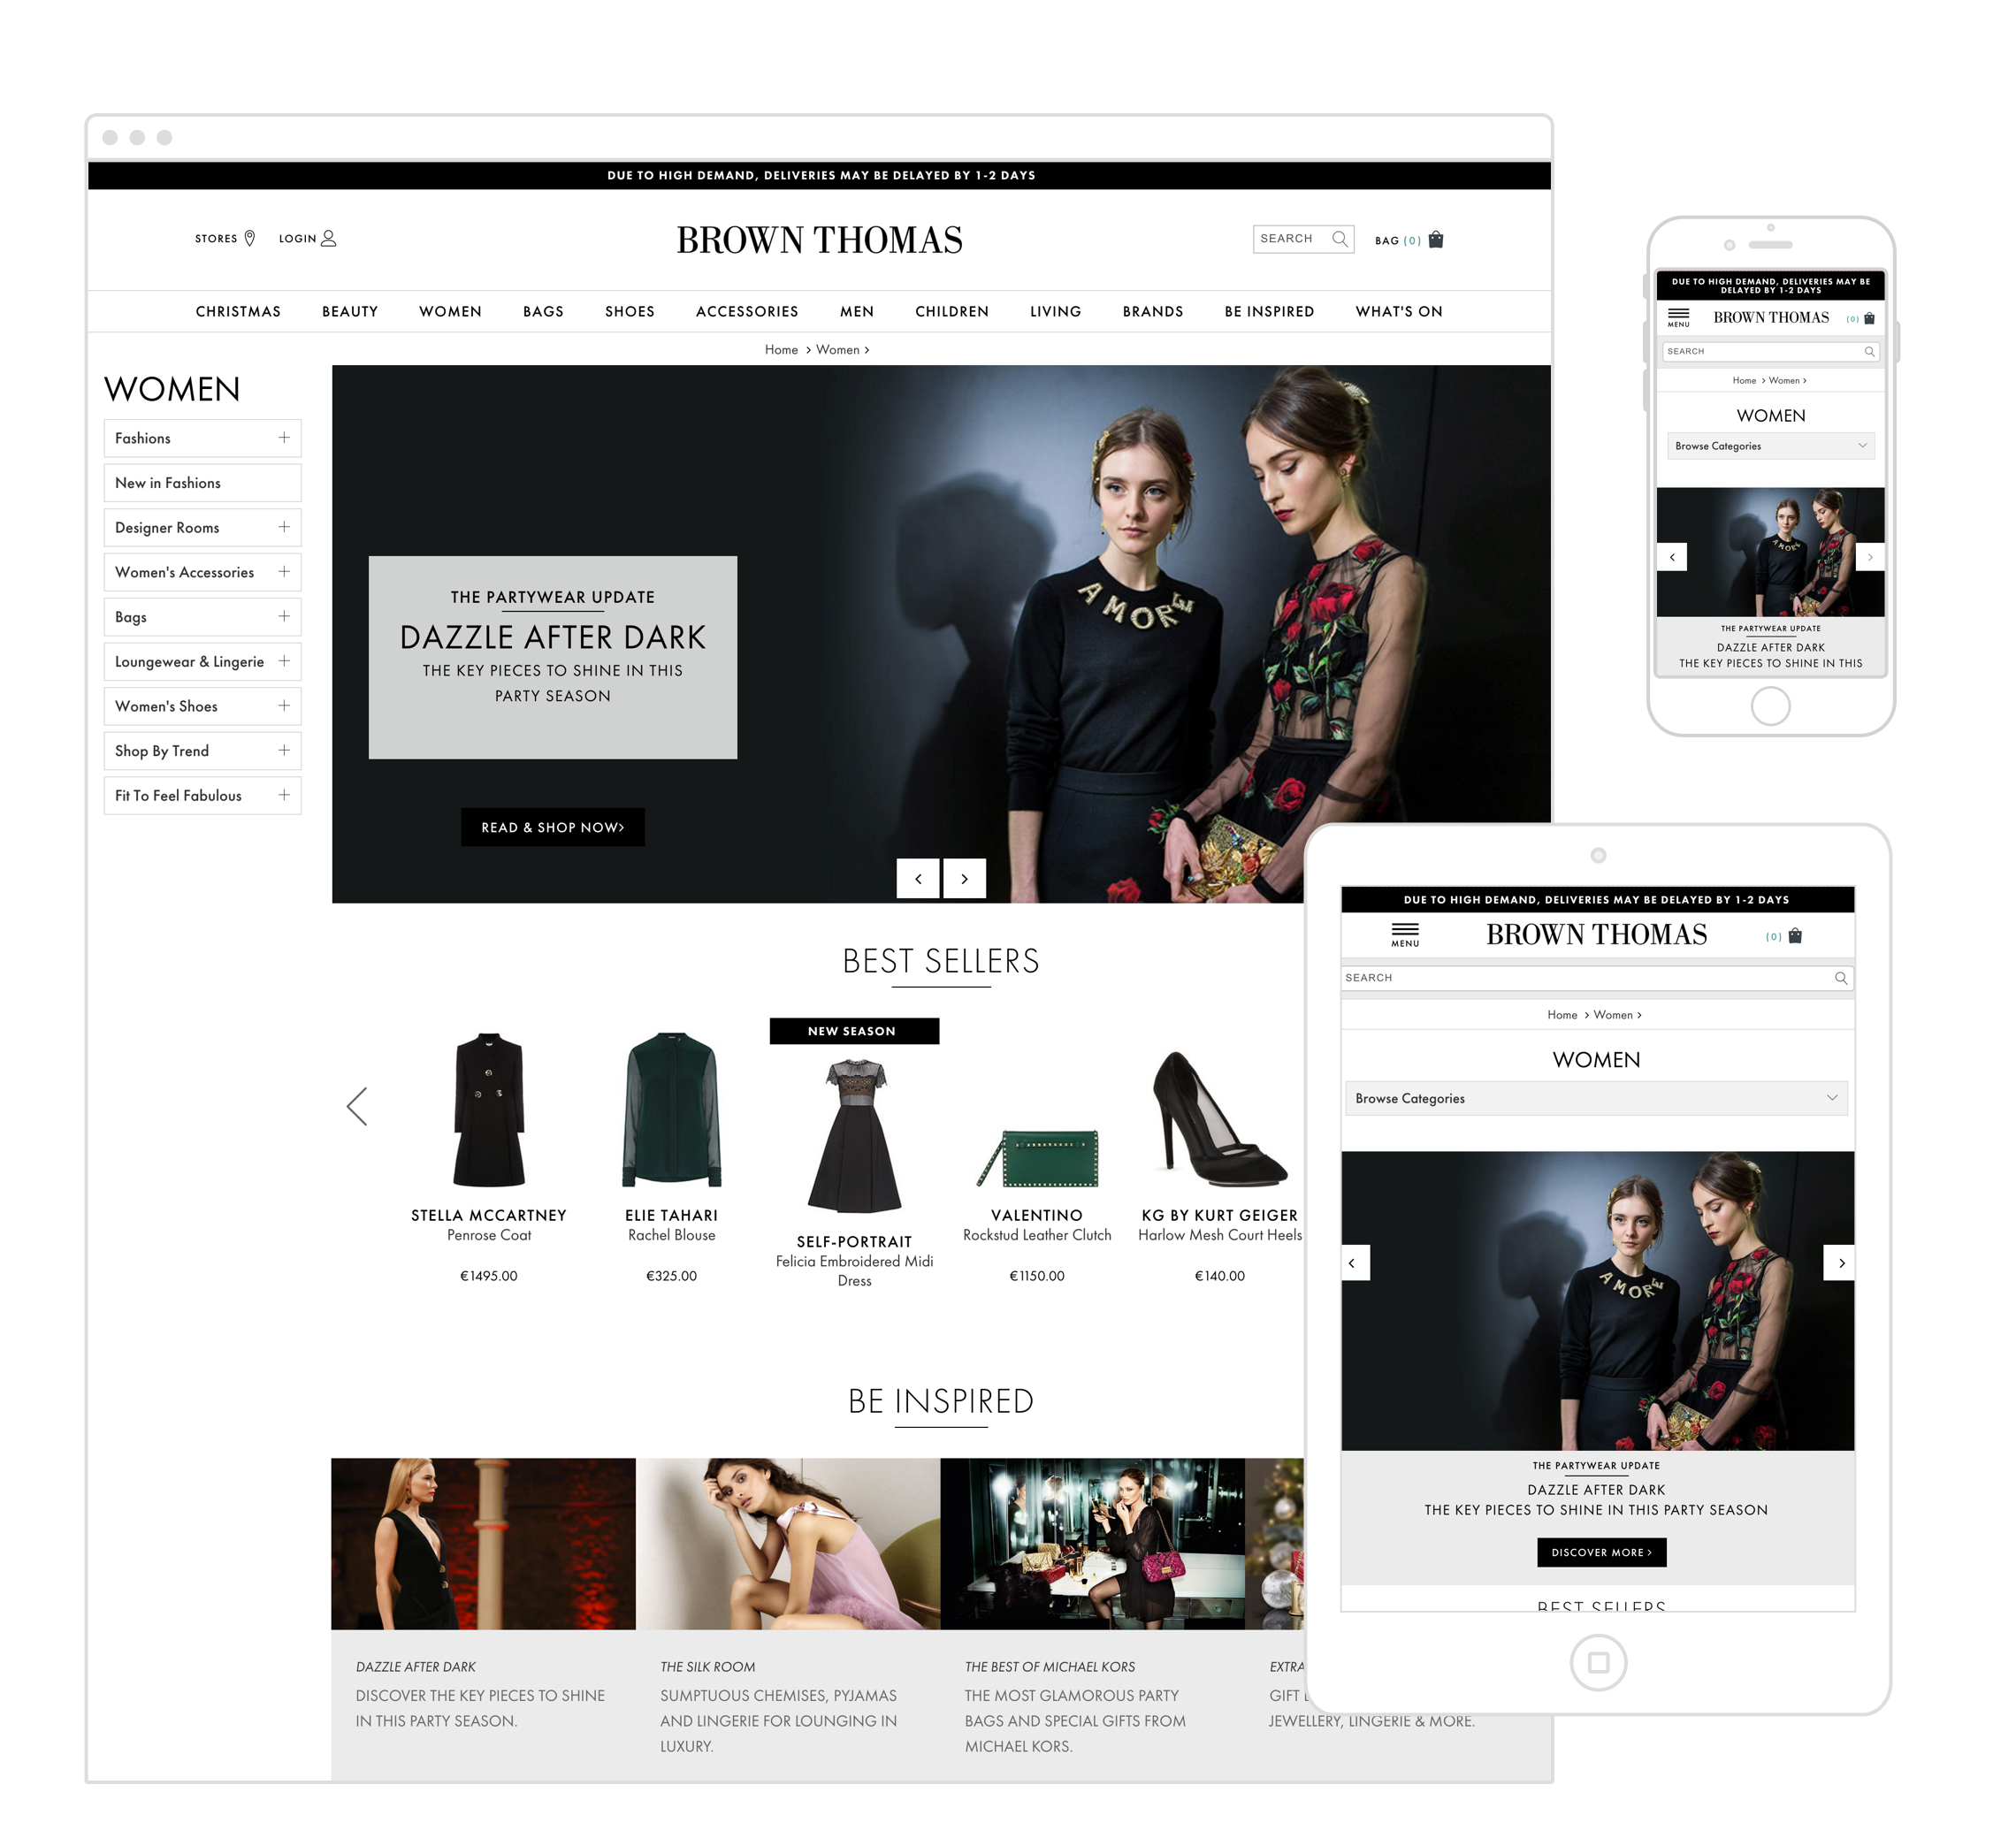 DUE TO HIGH DEMAND, DELIVERIES MAY BE DELAYED BY 1-2 DAYS
STORES LOGIN BROWN THOMAS SEARCH BAG (0)
CHRISTMAS BEAUTY WOMEN BAGS SHOES ACCESSORIES MEN CHILDREN LIVING BRANDS BE INSPIRED WHAT'S ON
Home > Women >
WOMEN
Fashions +
New in Fashions
Designer Rooms +
Women's Accessories +
Bags +
Loungewear & Lingerie +
Women's Shoes +
Shop By Trend +
Fit To Feel Fabulous +
AMORE
THE PARTYWEAR UPDATE
DAZZLE AFTER DARK
THE KEY PIECES TO SHINE IN THIS
PARTY SEASON
READ & SHOP NOW>
< >
BEST SELLERS
NEW SEASON
STELLA MCCARTNEY
Penrose Coat
€1495.00
ELIE TAHARI
Rachel Blouse
€325.00
SELF-PORTRAIT
Felicia Embroidered Midi
Dress
VALENTINO
Rockstud Leather Clutch
€1150.00
KG BY KURT GEIGER
Harlow Mesh Court Heels
€140.00
BE INSPIRED
DAZZLE AFTER DARK
DISCOVER THE KEY PIECES TO SHINE
IN THIS PARTY SEASON.
THE SILK ROOM
SUMPTUOUS CHEMISES, PYJAMAS
AND LINGERIE FOR LOUNGING IN
LUXURY.
THE BEST OF MICHAEL KORS
THE MOST GLAMOROUS PARTY
BAGS AND SPECIAL GIFTS FROM
MICHAEL KORS.
EXTRA
GIFT
JEWELLERY, LINGERIE & MORE.
DUE TO HIGH DEMAND, DELIVERIES MAY BE
DELAYED BY 1-2 DAYS
MENU BROWN THOMAS (0)
SEARCH
Home > Women >
WOMEN
Browse Categories
AMORE
< >
THE PARTYWEAR UPDATE
DAZZLE AFTER DARK
THE KEY PIECES TO SHINE IN THIS
DUE TO HIGH DEMAND, DELIVERIES MAY BE DELAYED BY 1-2 DAYS
MENU BROWN THOMAS (0)
SEARCH
Home > Women >
WOMEN
Browse Categories
AMORE
< >
THE PARTYWEAR UPDATE
DAZZLE AFTER DARK
THE KEY PIECES TO SHINE IN THIS PARTY SEASON
DISCOVER MORE >
BEST SELLERS